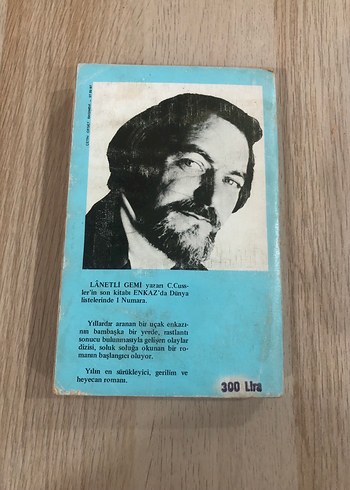 LÂNETLİ GEMİ yazarı C.Cuss-
ler'in son kitabı ENKAZ'da Dünya
listelerinde 1 Numara.
Yıllardır aranan bir uçak enkazı-
nın bambaşka bir yerde, rastlantı
sonucu bulunmasıyla gelişen olaylar
dizisi, soluk soluğa okunan bir ro-
manın başlangıcı oluyor.
Yılın en sürükleyici, gerilim ve
heyecan romanı.
300 Lira